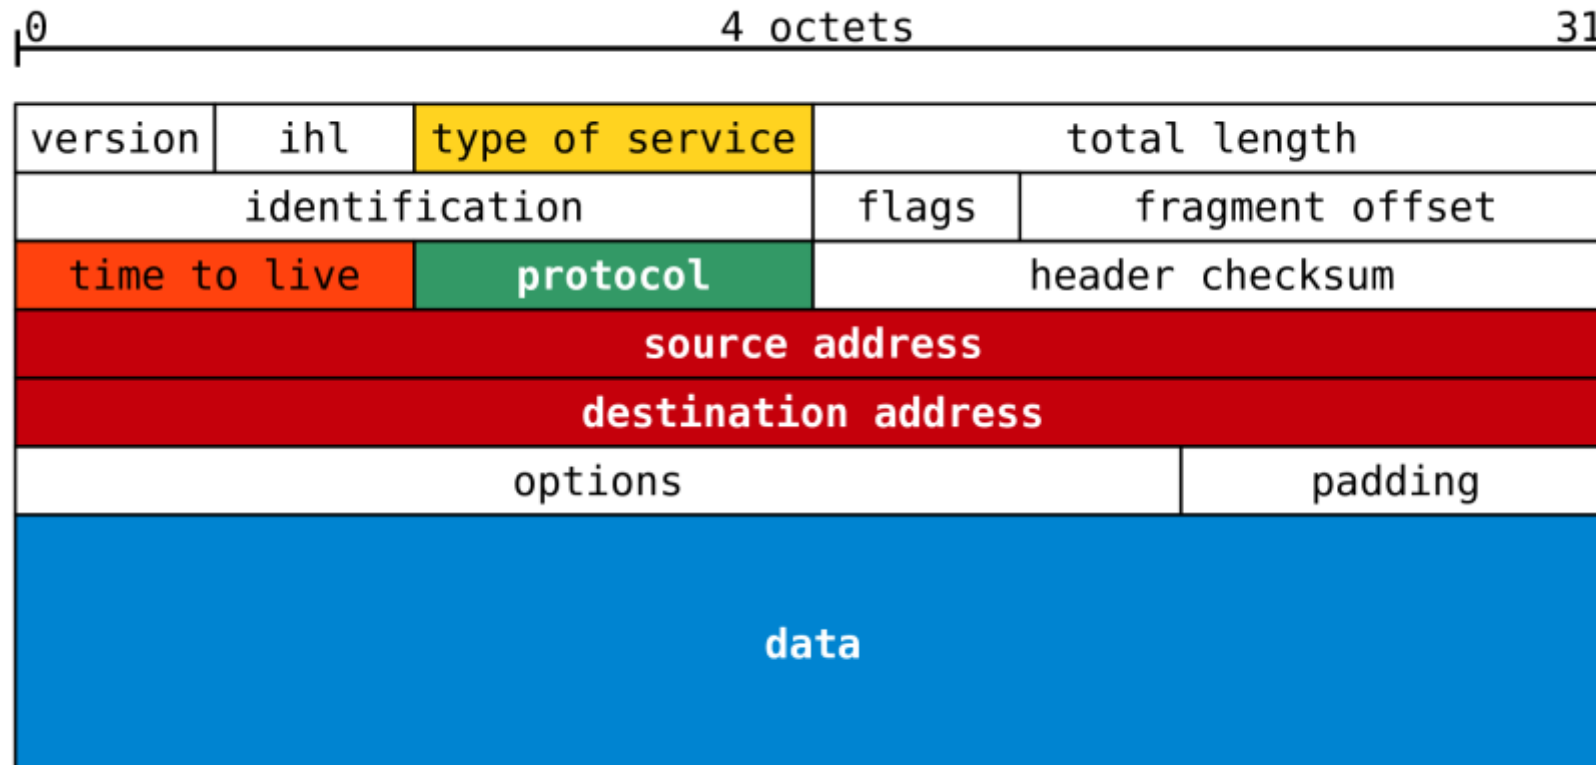 0 4 octets 31
version ihl type of service total length
identification flags fragment offset
time to live protocol header checksum
source address
destination address
options padding
data